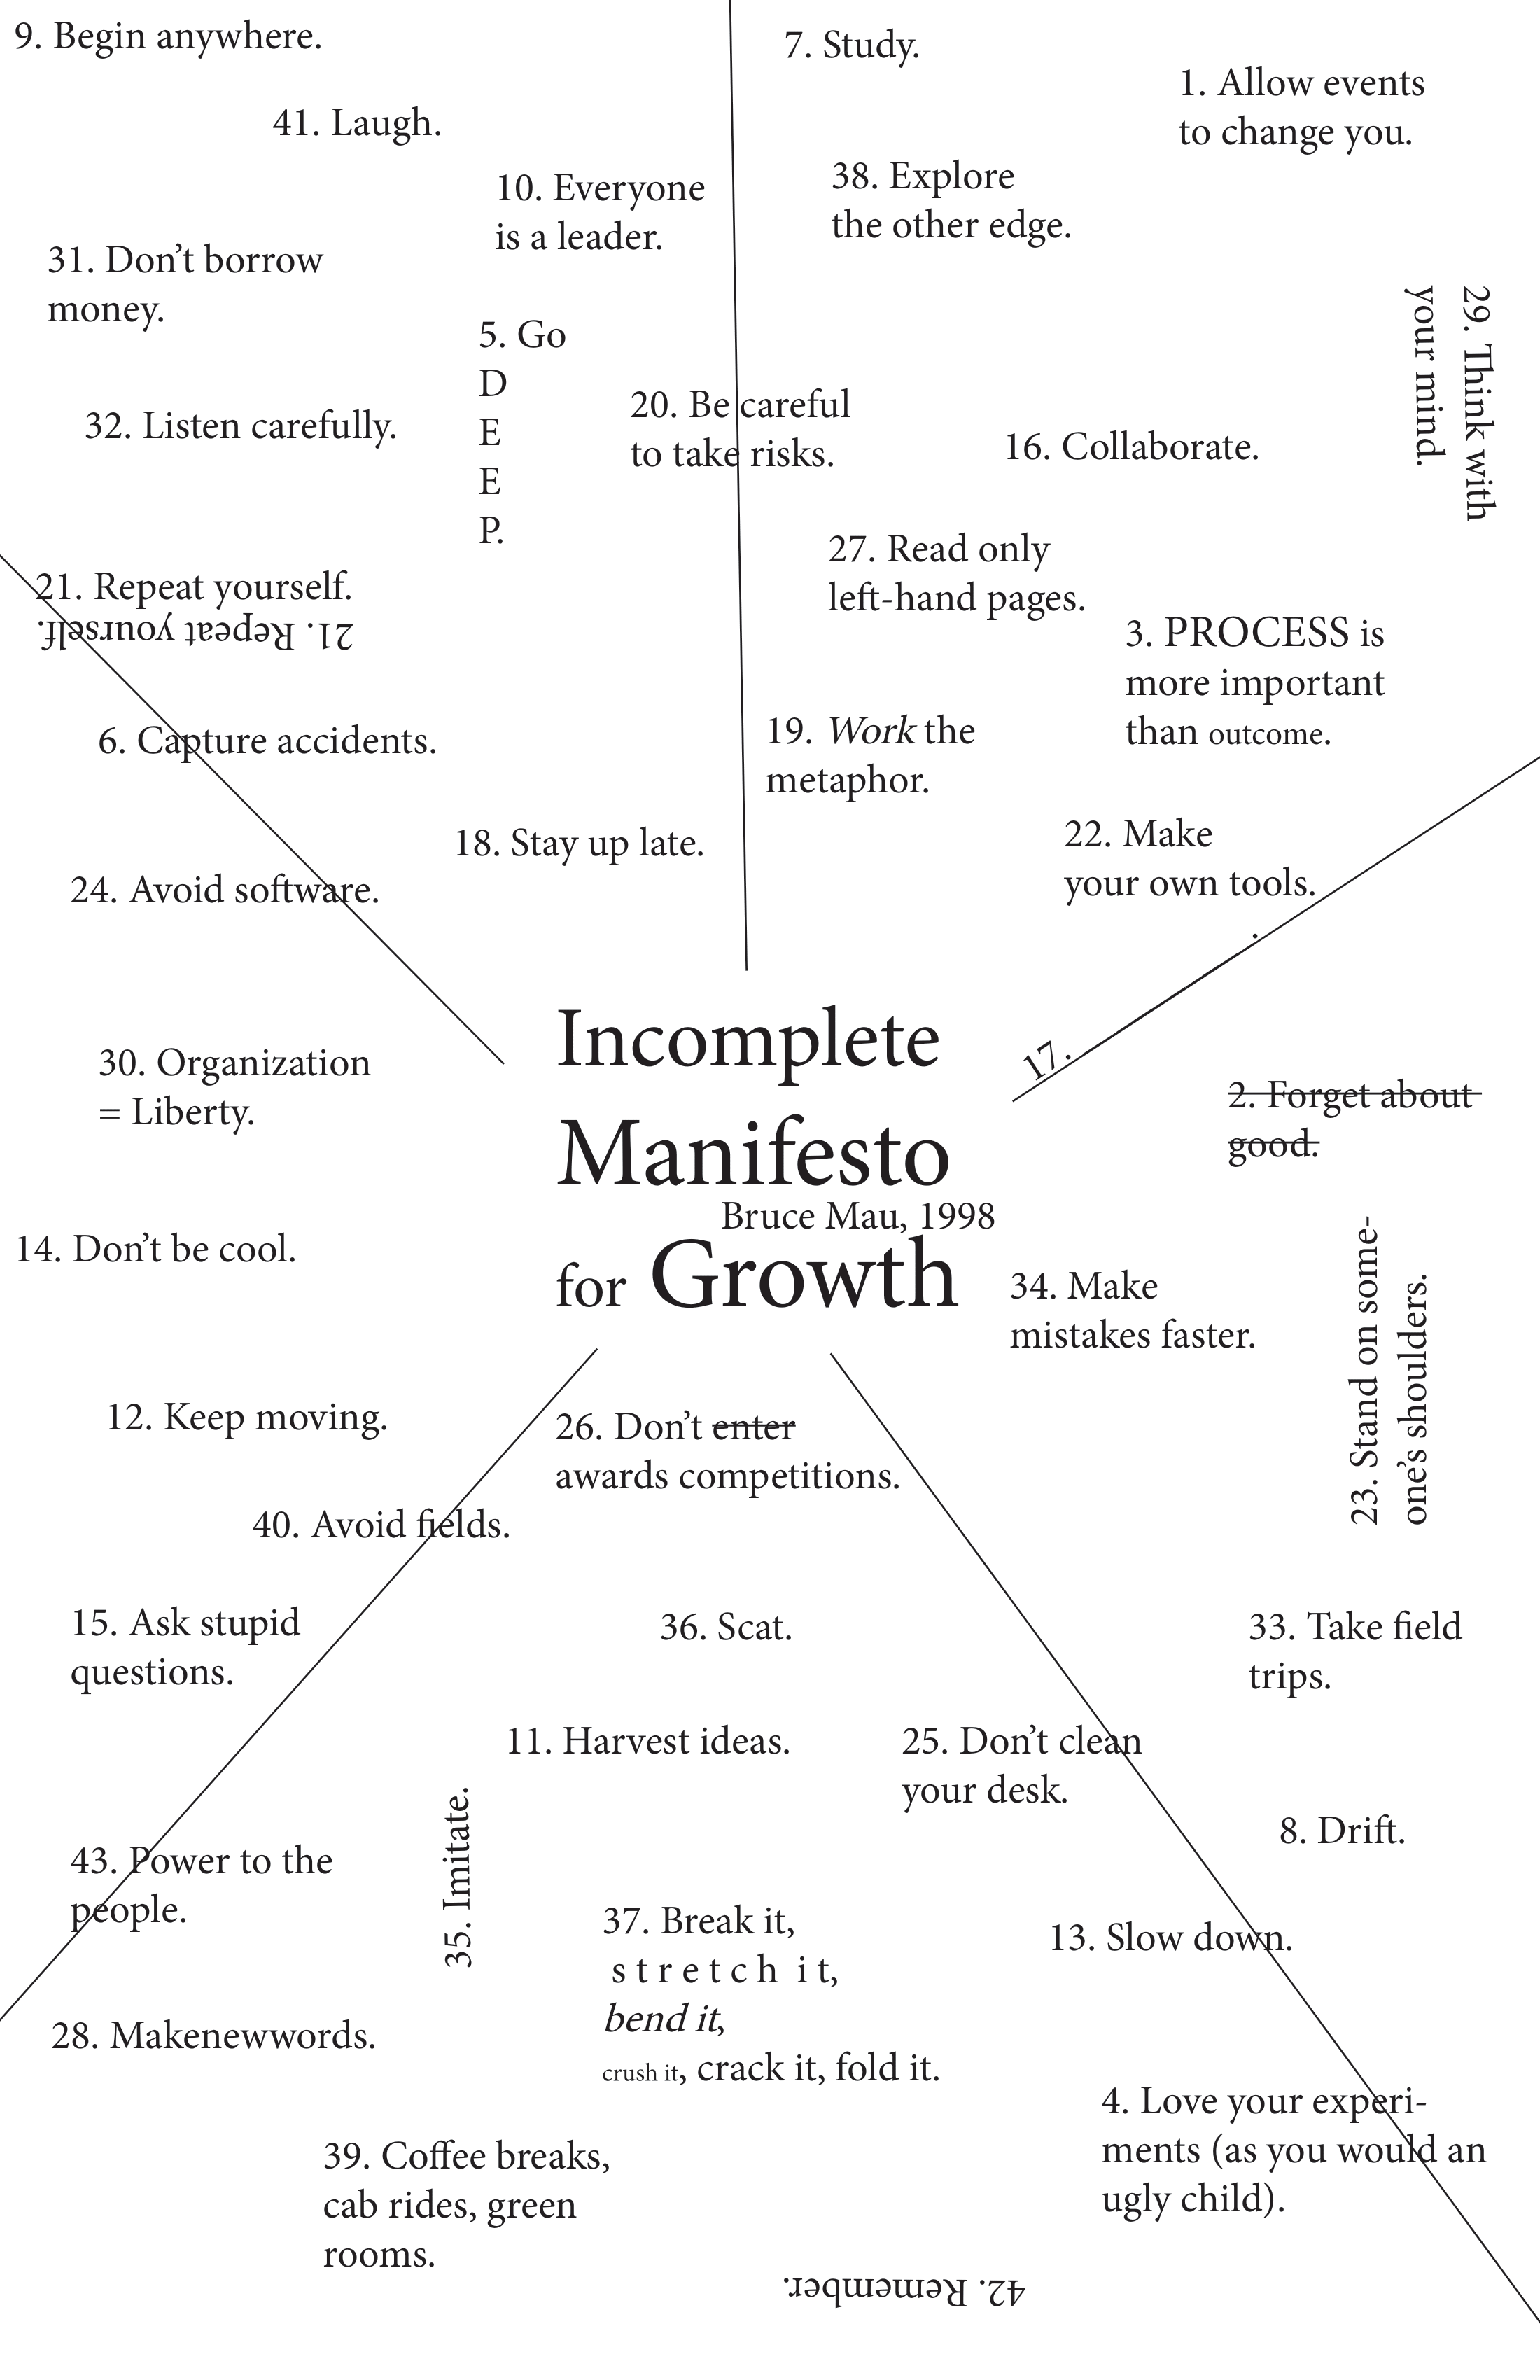 9. Begin anywhere.
7. Study.
1. Allow events
to change you.
41. Laugh.
10. Everyone
is a leader.
38. Explore
the other edge.
31. Don’t borrow
money.
29. Think with
your mind.
5. Go
D
E
E
P.
20. Be careful
to take risks.
32. Listen carefully.
16. Collaborate.
27. Read only
left-hand pages.
21. Repeat yourself.
21. Repeat yourself.
3. PROCESS is
more important
than outcome.
6. Capture accidents.
19. Work the
metaphor.
18. Stay up late.
22. Make
your own tools.
24. Avoid software.
.
17.
Incomplete
Manifesto
Bruce Mau, 1998
for Growth
30. Organization
= Liberty.
2. Forget about
good.
14. Don’t be cool.
34. Make
mistakes faster.
23. Stand on some-
one’s shoulders.
12. Keep moving.
26. Don’t enter
awards competitions.
40. Avoid fields.
15. Ask stupid
questions.
36. Scat.
33. Take field
trips.
11. Harvest ideas.
25. Don’t clean
your desk.
35. Imitate.
8. Drift.
43. Power to the
people.
37. Break it,
s t r e t c h  i t,
bend it,
crush it, crack it, fold it.
13. Slow down.
28. Makenewwords.
4. Love your experi-
ments (as you would an
ugly child).
39. Coffee breaks,
cab rides, green
rooms.
42. Remember.